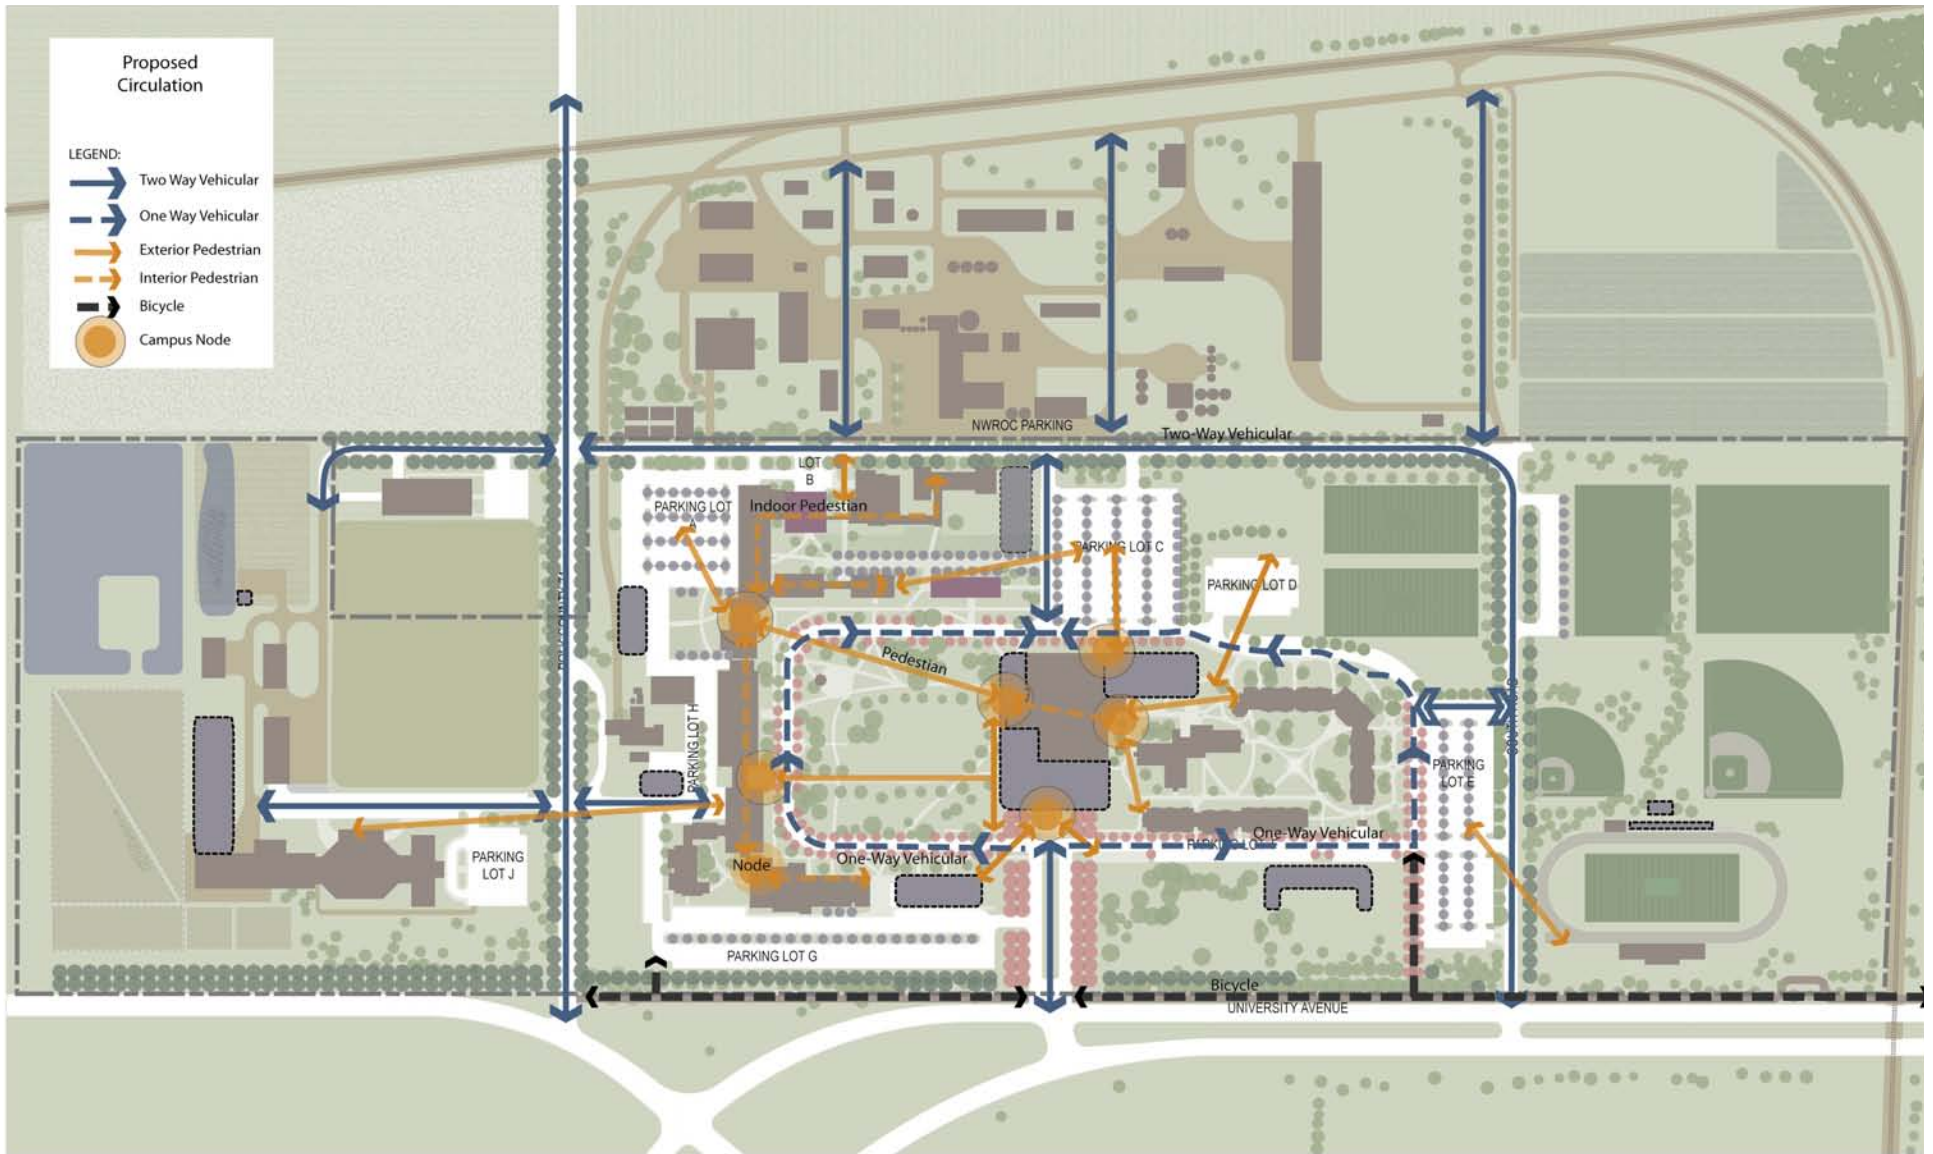 Proposed
Circulation
LEGEND:
Two Way Vehicular
One Way Vehicular
Exterior Pedestrian
Interior Pedestrian
Bicycle
Campus Node
NWROC PARKING
Two-Way Vehicular
LOT
B
PARKING LOT
A
Indoor Pedestian
PARKING LOT C
PARKING LOT D
Pedestian
PARKING LOT H
PARKING
LOT E
One-Way Vehicular
One-Way Vehicular
Node
PARKING
LOT J
PARKING LOT G
Bicycle
UNIVERSITY AVENUE